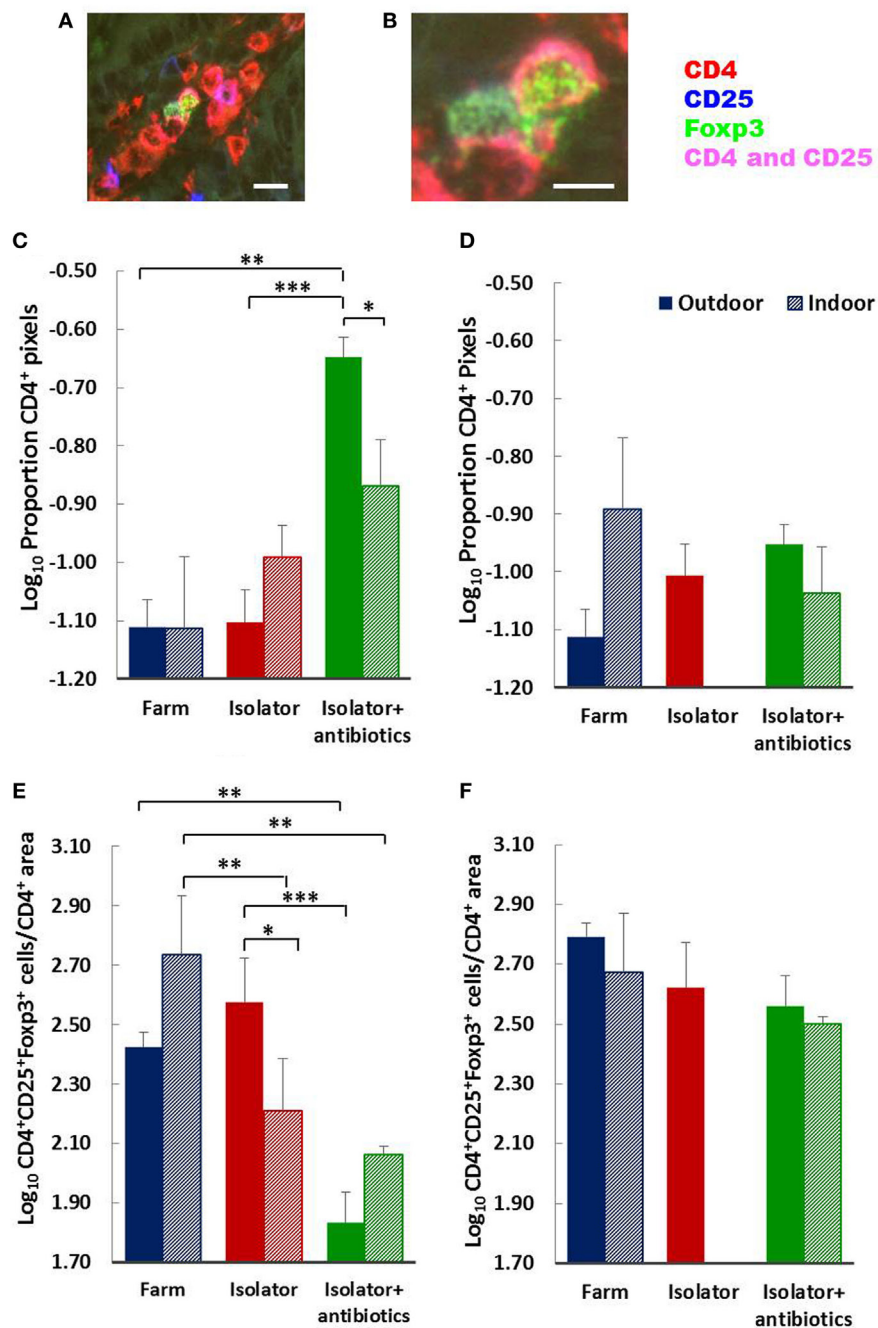 A
B
CD4
CD25
Foxp3
CD4 and CD25
C
Log10 Proportion CD4+ pixels
-0.50
-0.60
-0.70
-0.80
-0.90
-1.00
-1.10
-1.20
**
***
*
Farm
Isolator
Isolator+
antibiotics
D
Log10 Proportion CD4+ Pixels
-0.50
-0.60
-0.70
-0.80
-0.90
-1.00
-1.10
-1.20
Outdoor
Indoor
Farm
Isolator
Isolator+
antibiotics
E
Log10 CD4+CD25+Foxp3+ cells/CD4+ area
3.10
2.90
2.70
2.50
2.30
2.10
1.90
1.70
**
**
**
***
*
Farm
Isolator
Isolator+
antibiotics
F
Log10 CD4+CD25+Foxp3+ cells/CD4+ area
3.10
2.90
2.70
2.50
2.30
2.10
1.90
1.70
Farm
Isolator
Isolator+
antibiotics